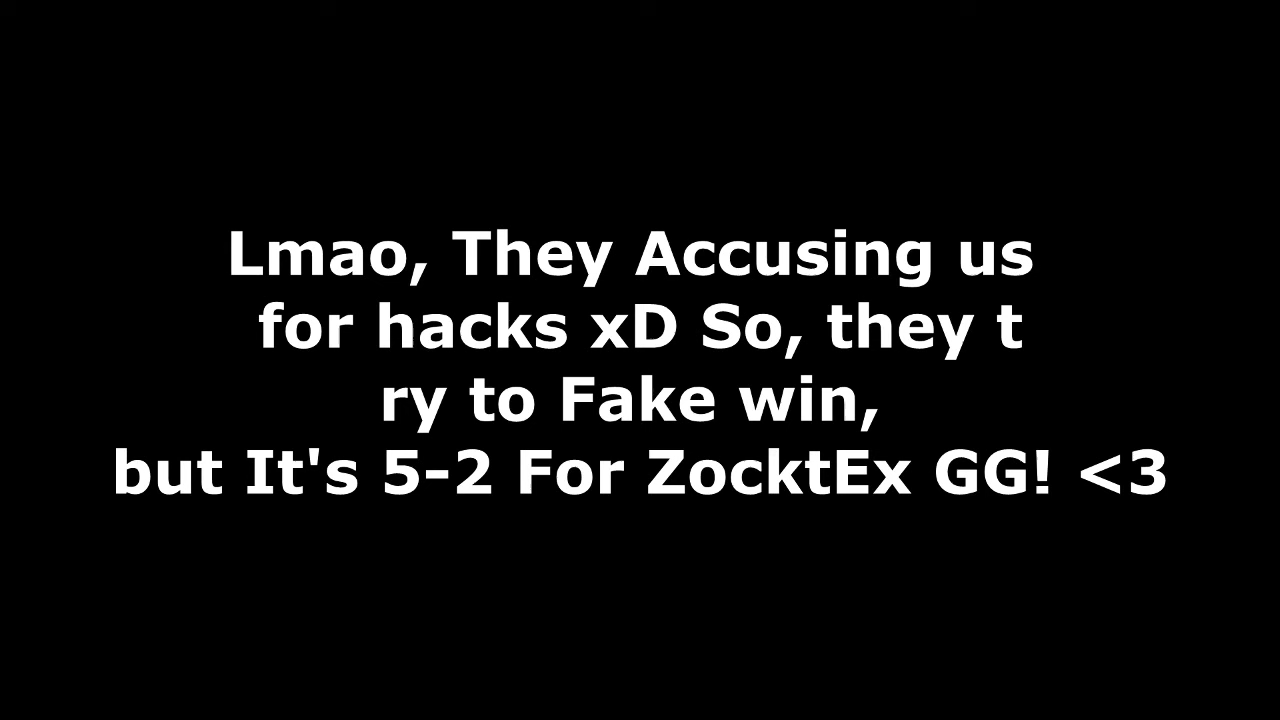 Lmao, They Accusing us
for hacks xD So, they t
ry to Fake win,
but It's 5-2 For ZocktEx GG! <3